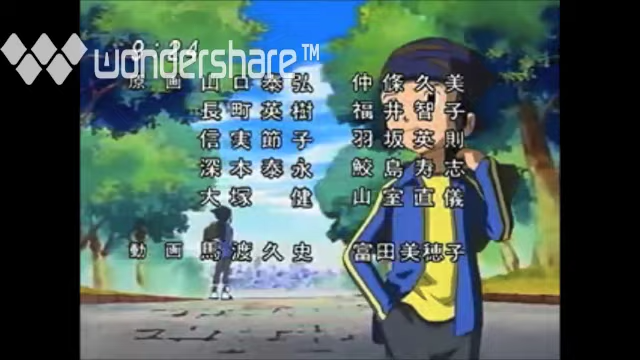 9:24
wondershare™
原画 山口泰弘 仲條久美
長町英樹 福井智子
信実節子 羽坂英則
深本泰永 鮫島寿志
大塚 健 山室直儀
動画 馬渡久史 富田美穂子